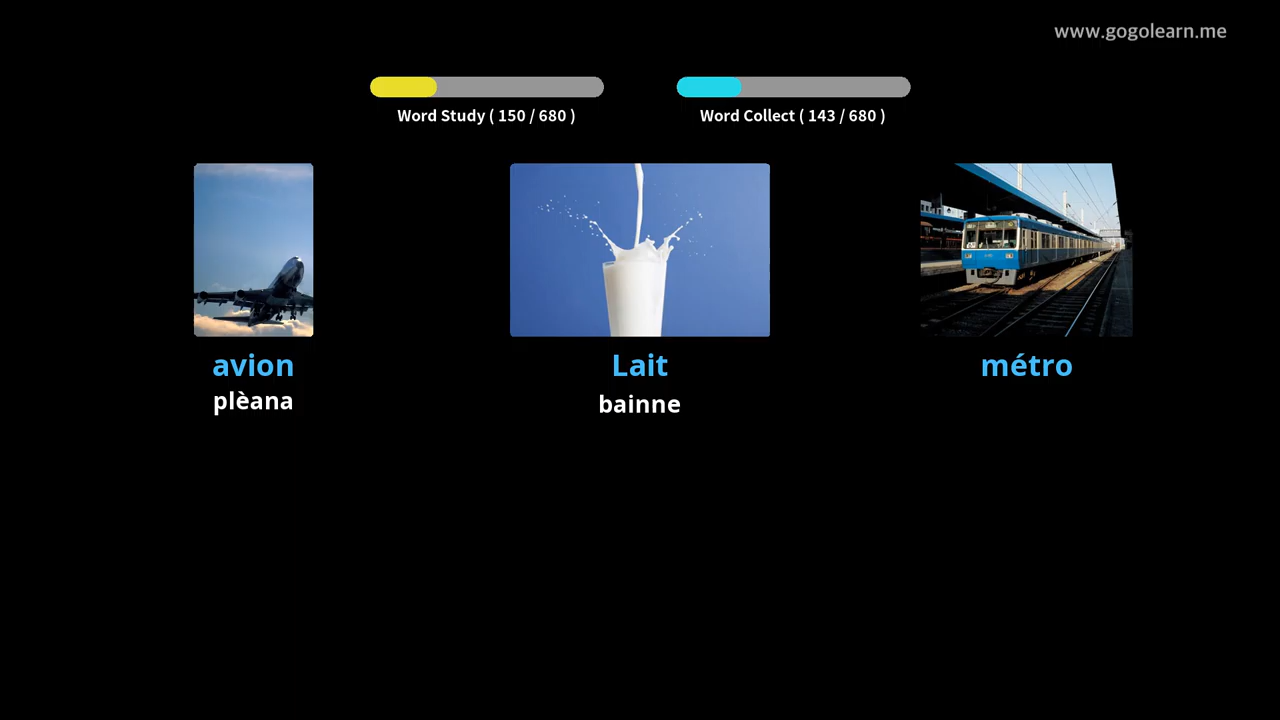 www.gogolearn.me
Word Study ( 150 / 680 )
Word Collect ( 143 / 680 )
avion
plèana
Lait
bainne
métro